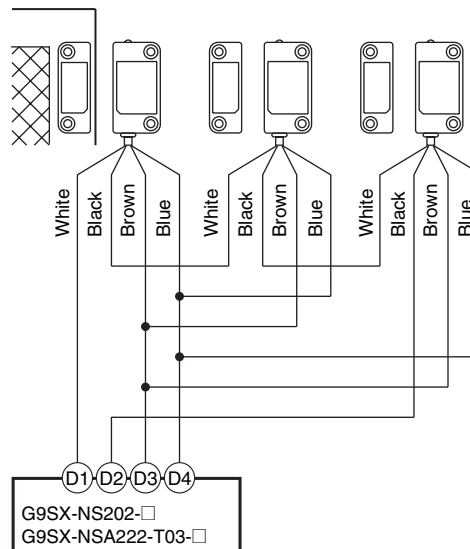 White
Black
Brown
Blue
White
Black
Brown
Blue
White
Black
Brown
Blue
D1
D2
D3
D4
G9SX-NS202-□
G9SX-NSA222-T03-□